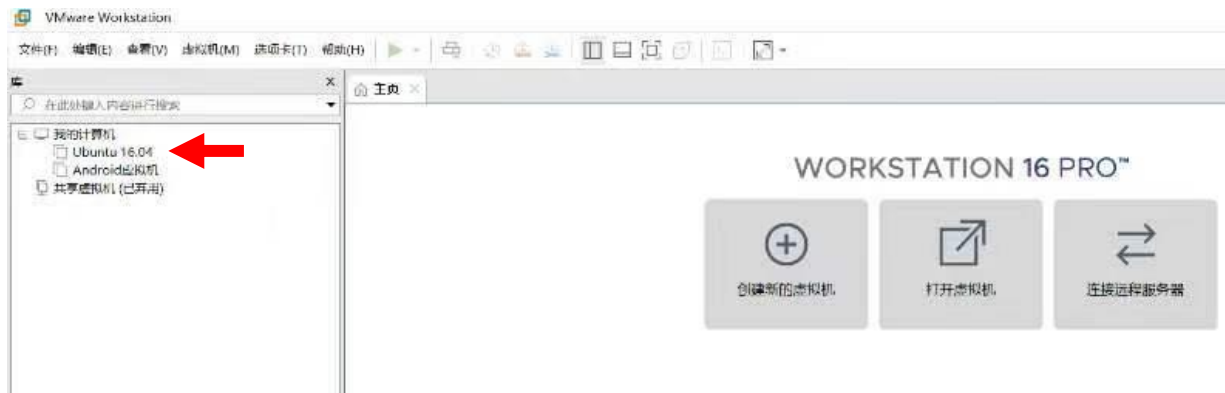 VMware Workstation
文件(F) 编辑(E) 查看(V) 虚拟机(M) 选项卡(T) 帮助(H)
库
主页
在此处键入内容进行搜索
我的计算机
Ubuntu 16.04
Android虚拟机
共享虚拟机 (已弃用)
WORKSTATION 16 PRO™
创建新的虚拟机
打开虚拟机
连接远程服务器